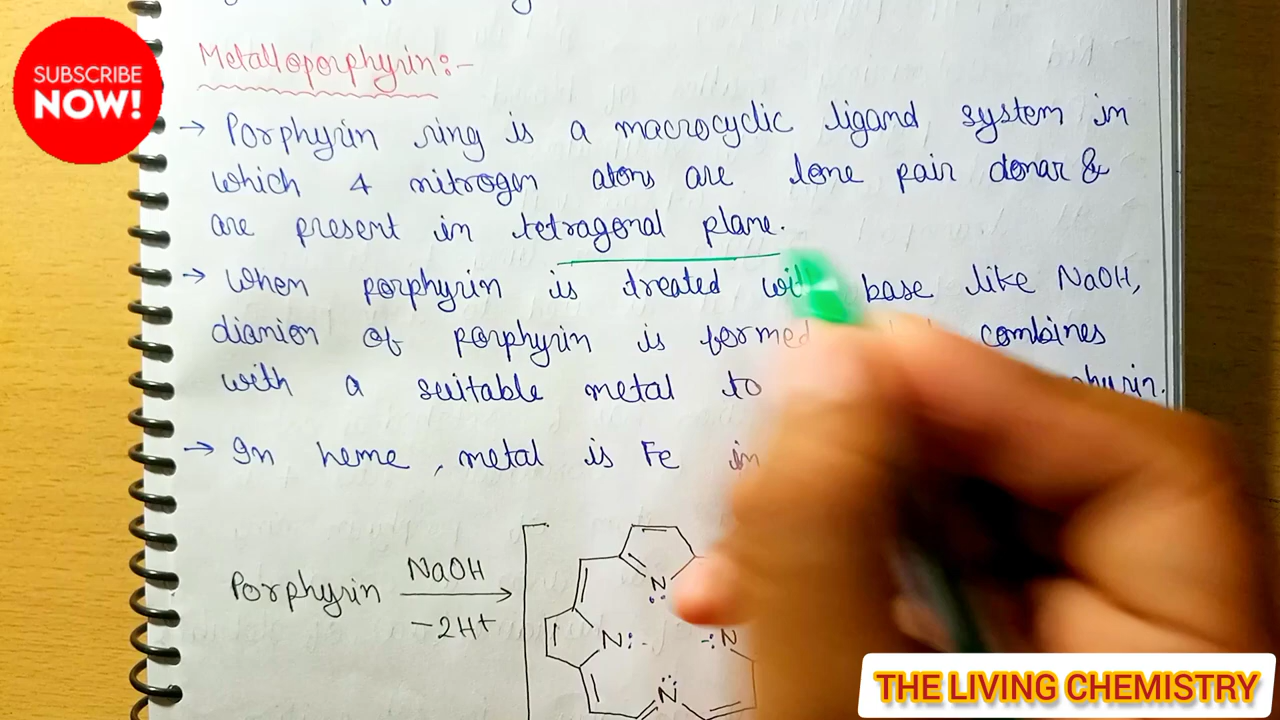 SUBSCRIBE
NOW!
Metalloporphyrin:-
→ Porphyrin ring is a macrocyclic ligand system in
which 4 nitrogen atoms are lone pair donar &
are present in tetragonal plane.
→ When porphyrin is treated with base like NaOH,
dianion of porphyrin is formed combines
with a suitable metal to
→ In heme, metal is Fe in
Porphyrin NaOH
-2H+
N
N
N
N
THE LIVING CHEMISTRY